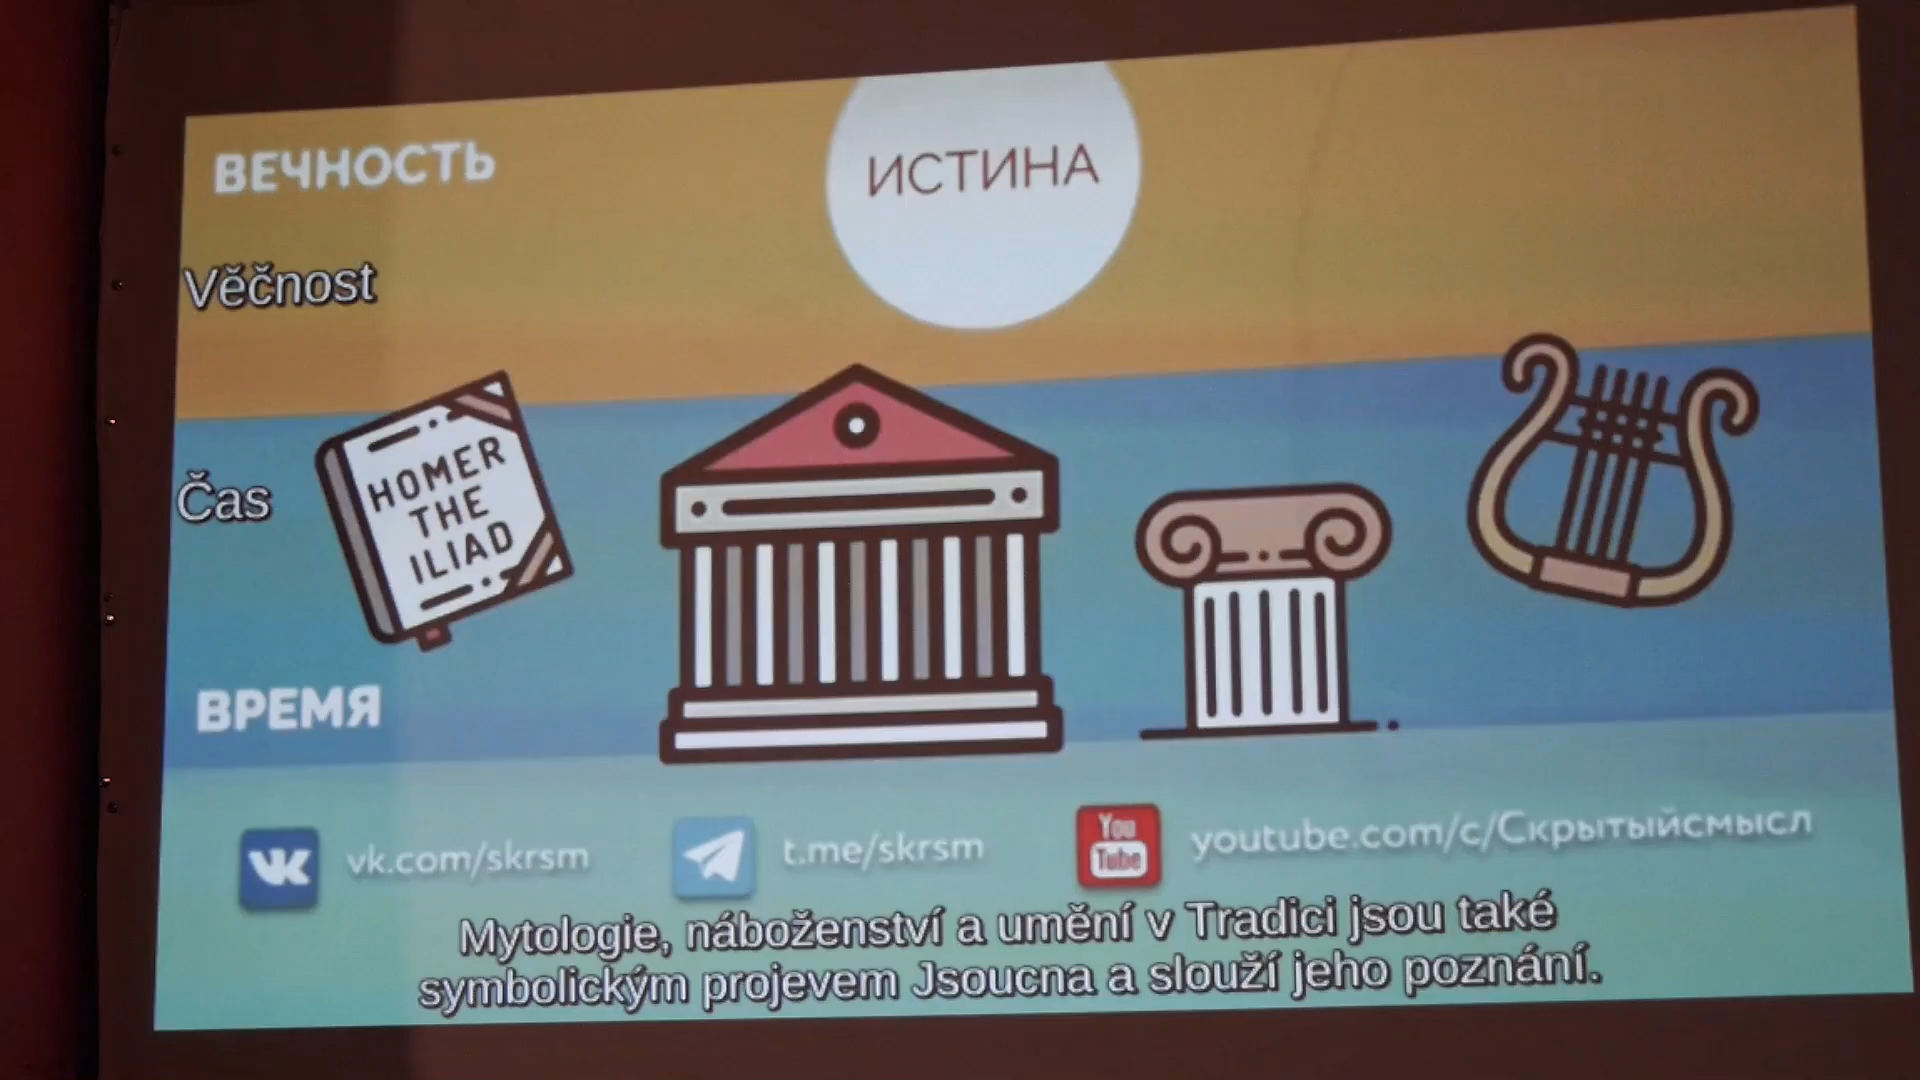 ВЕЧНОСТЬ
ИСТИНА
Věčnost
HOMER
THE
ILIAD
Čas
ВРЕМЯ
vk.com/skrsm
t.me/skrsm
You
Tube
youtube.com/c/Скрытыйсмысл
Mytologie, náboženství a umění v Tradici jsou také
symbolickým projevem Jsoucna a slouží jeho poznání.